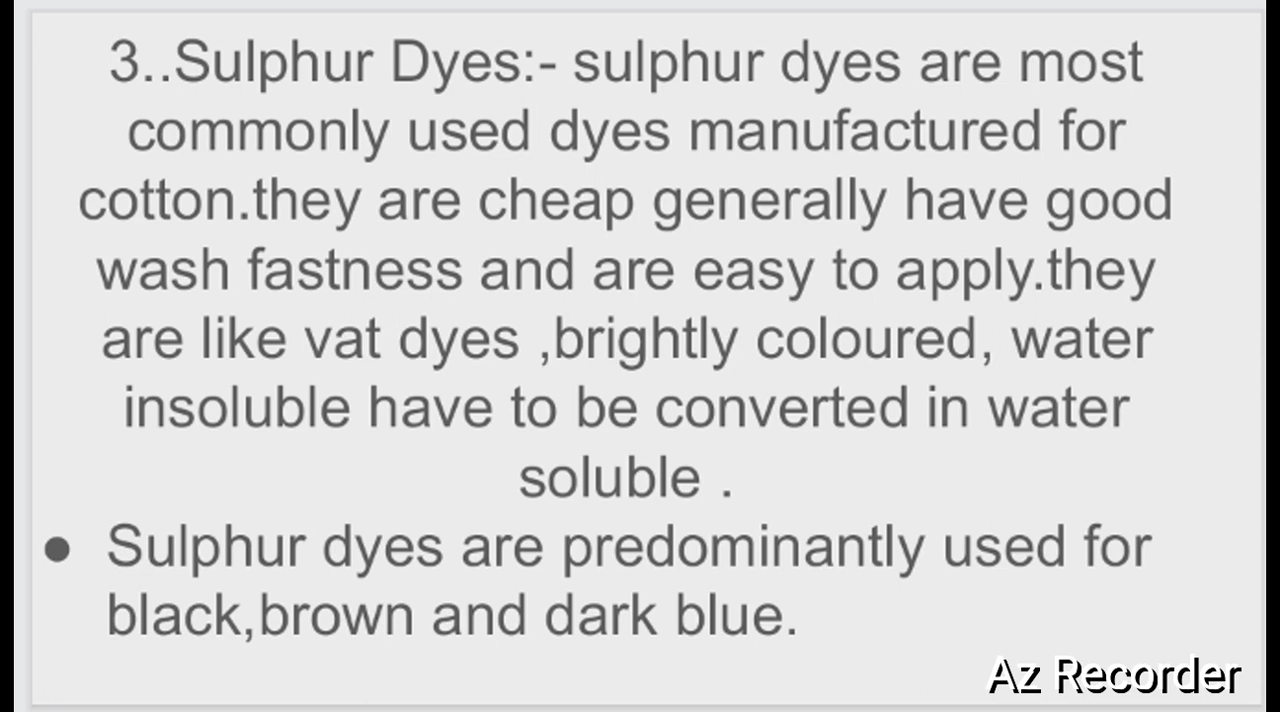 3..Sulphur Dyes:- sulphur dyes are most
commonly used dyes manufactured for
cotton.they are cheap generally have good
wash fastness and are easy to apply.they
are like vat dyes ,brightly coloured, water
insoluble have to be converted in water
soluble .
● Sulphur dyes are predominantly used for
black,brown and dark blue.
Az Recorder